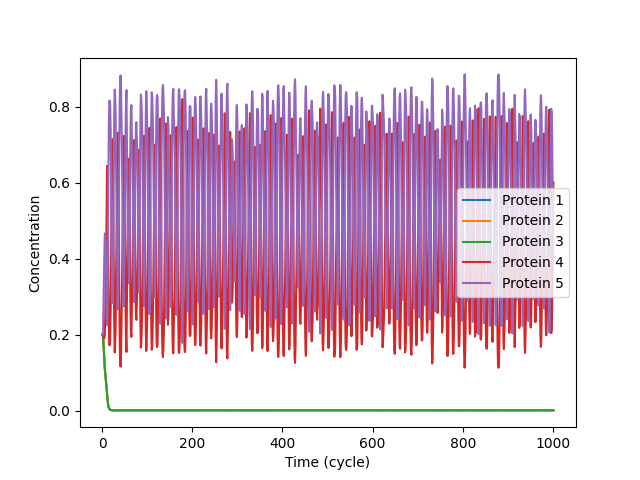 Concentration
0.8
0.6
0.4
0.2
0.0
0 200 400 600 800 1000
Time (cycle)
Protein 1
Protein 2
Protein 3
Protein 4
Protein 5